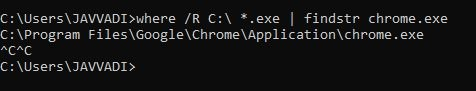 C:\Users\JAVVADI>where /R C:\ *.exe | findstr chrome.exe
C:\Program Files\Google\Chrome\Application\chrome.exe
^C^C
C:\Users\JAVVADI>